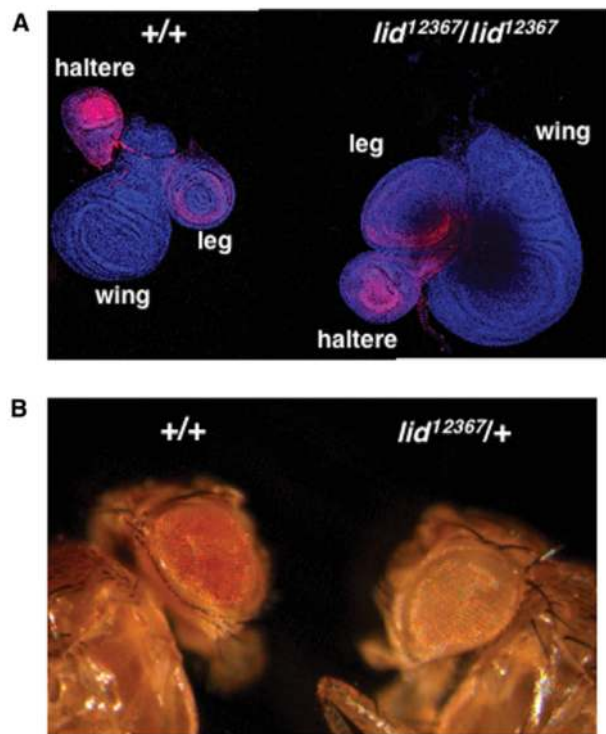 A
+/+
lid12367/lid12367
haltere
wing
leg
leg
wing
haltere
B
+/+
lid12367/+